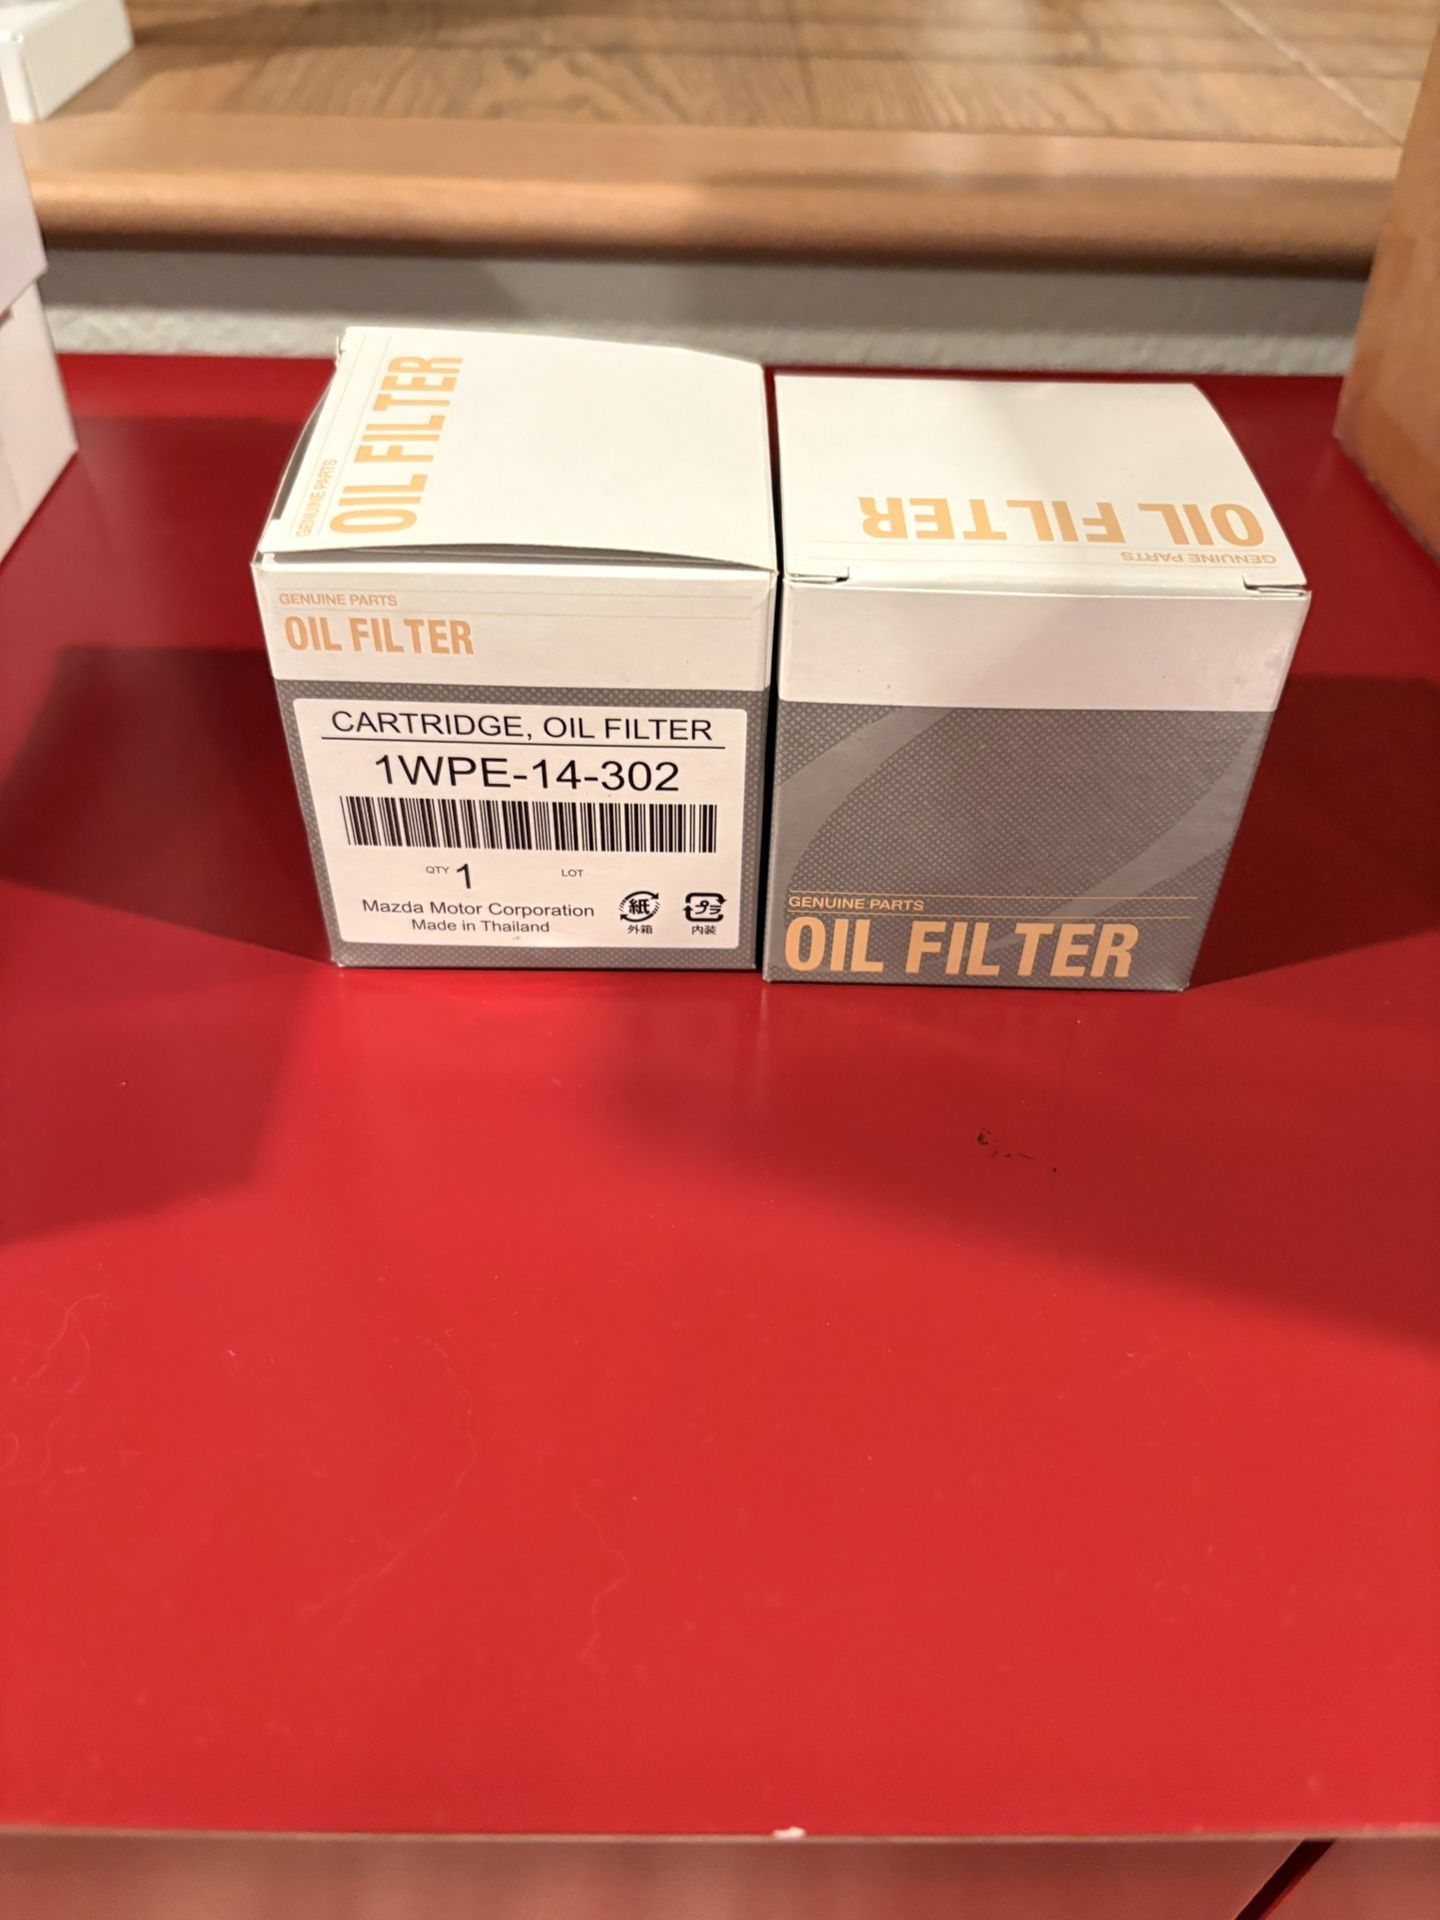 GENUINE PARTS
OIL FILTER
GENUINE PARTS
OIL FILTER
CARTRIDGE, OIL FILTER
1WPE-14-302
QTY 1 LOT
Mazda Motor Corporation
Made in Thailand
紙
外箱
プラ
内装
OIL FILTER
GENUINE PARTS
GENUINE PARTS
OIL FILTER